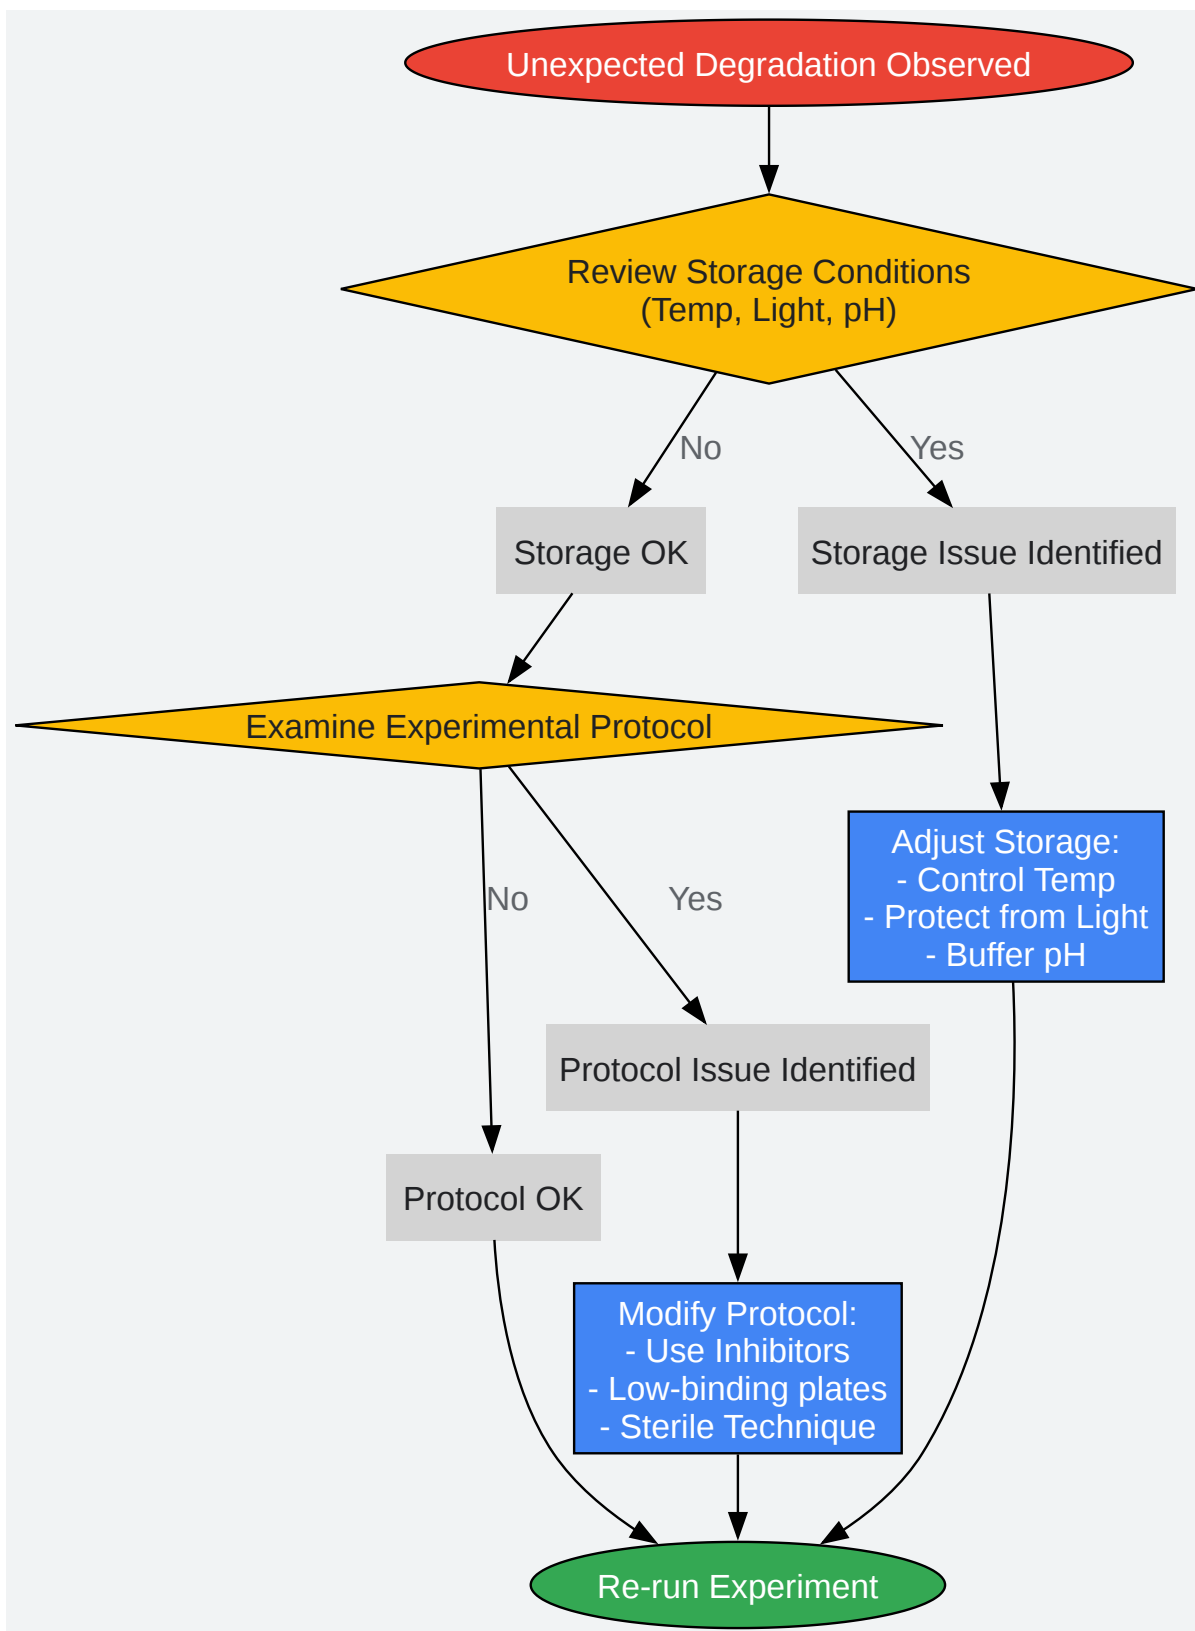 Unexpected Degradation Observed
Review Storage Conditions
(Temp, Light, pH)
No
Yes
Storage OK
Storage Issue Identified
Examine Experimental Protocol
Adjust Storage:
- Control Temp
- Protect from Light
- Buffer pH
No
Yes
Protocol Issue Identified
Protocol OK
Modify Protocol:
- Use Inhibitors
- Low-binding plates
- Sterile Technique
Re-run Experiment